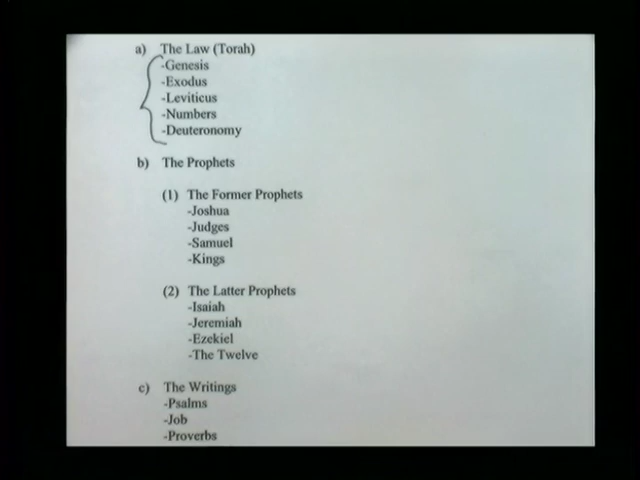 a) The Law (Torah)
-Genesis
-Exodus
-Leviticus
-Numbers
-Deuteronomy
b) The Prophets
(1) The Former Prophets
-Joshua
-Judges
-Samuel
-Kings
(2) The Latter Prophets
-Isaiah
-Jeremiah
-Ezekiel
-The Twelve
c) The Writings
-Psalms
-Job
-Proverbs